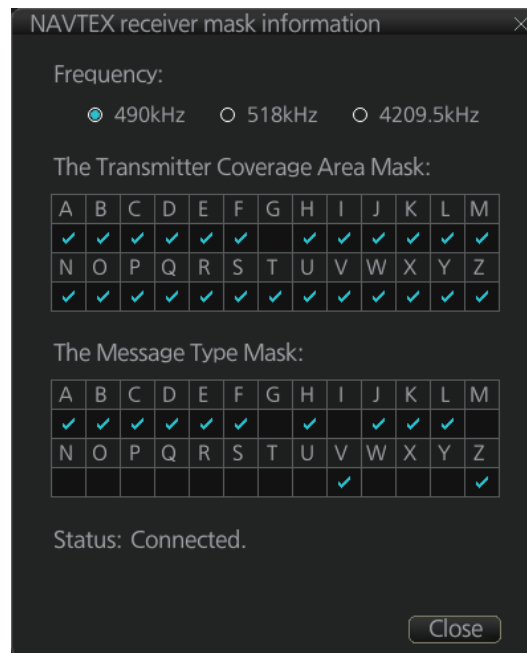 NAVTEX receiver mask information
Frequency:
490kHz 518kHz 4209.5kHz
The Transmitter Coverage Area Mask:
A B C D E F G H I J K L M
N O P Q R S T U V W X Y Z
The Message Type Mask:
A B C D E F G H I J K L M
N O P Q R S T U V W X Y Z
Status: Connected.
Close